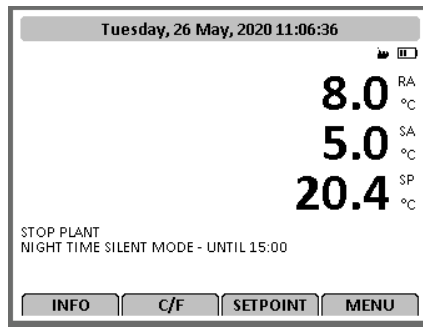 Tuesday, 26 May, 2020 11:06:36
8.0 RA °C
5.0 SA °C
20.4 SP °C
STOP PLANT
NIGHT TIME SILENT MODE - UNTIL 15:00
INFO C/F SETPOINT MENU